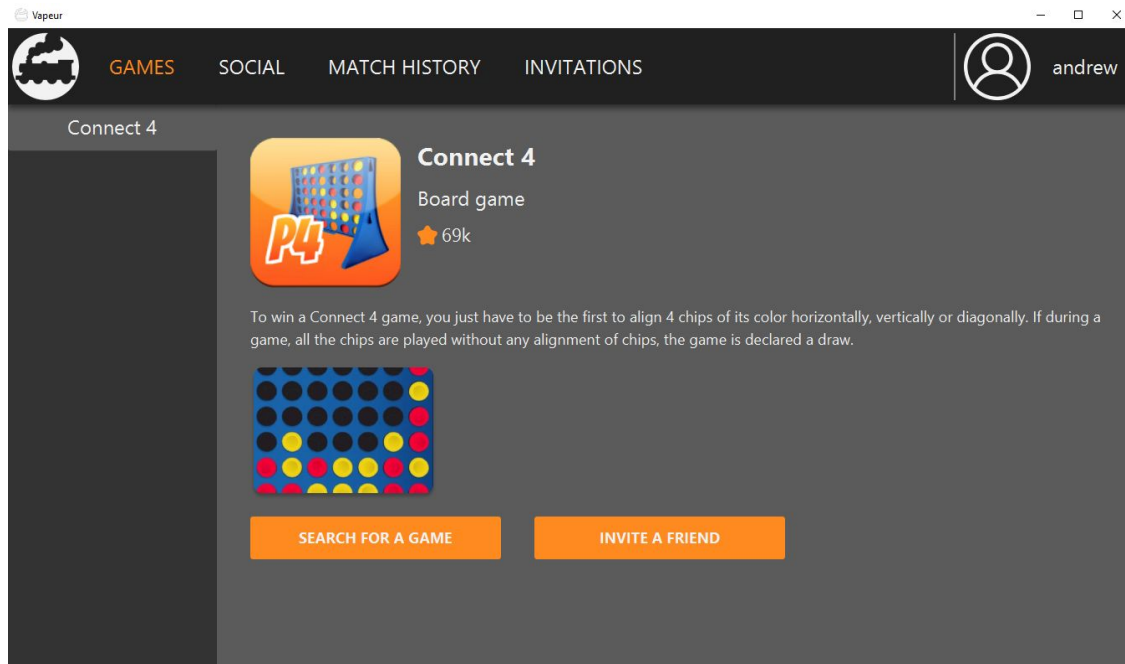 Vapeur
GAMES SOCIAL MATCH HISTORY INVITATIONS andrew
Connect 4
Connect 4
Board game
69k
P4
To win a Connect 4 game, you just have to be the first to align 4 chips of its color horizontally, vertically or diagonally. If during a
game, all the chips are played without any alignment of chips, the game is declared a draw.
SEARCH FOR A GAME INVITE A FRIEND